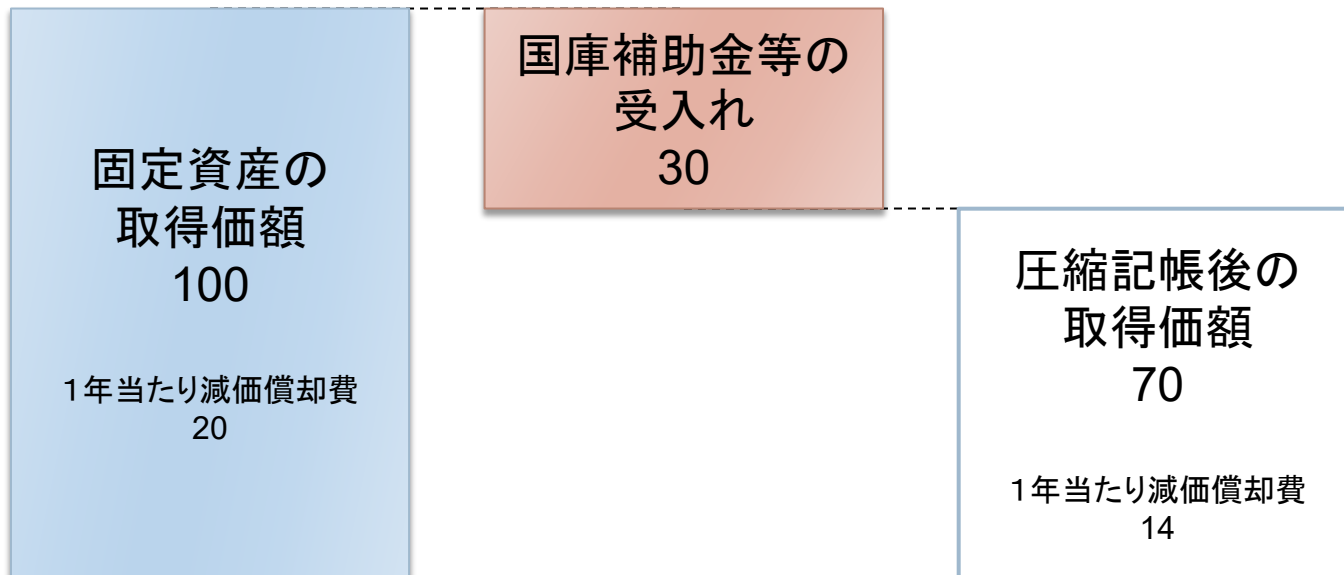 固定資産の
取得価額
100
１年当たり減価償却費
20
国庫補助金等の
受入れ
30
圧縮記帳後の
取得価額
70
１年当たり減価償却費
14